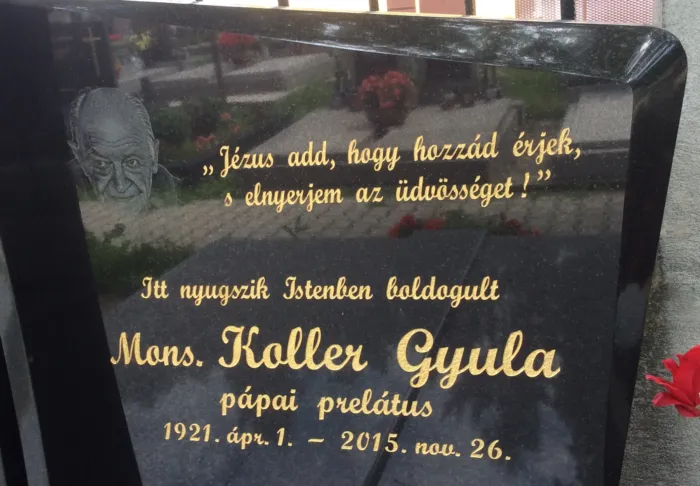 „Jézus add, hogy hozzád érjek,
s elnyerjem az üdvösséget!”
Itt nyugszik Istenben boldogult
Mons. Koller Gyula
pápai prelátus
1921. ápr. 1. – 2015. nov. 26.